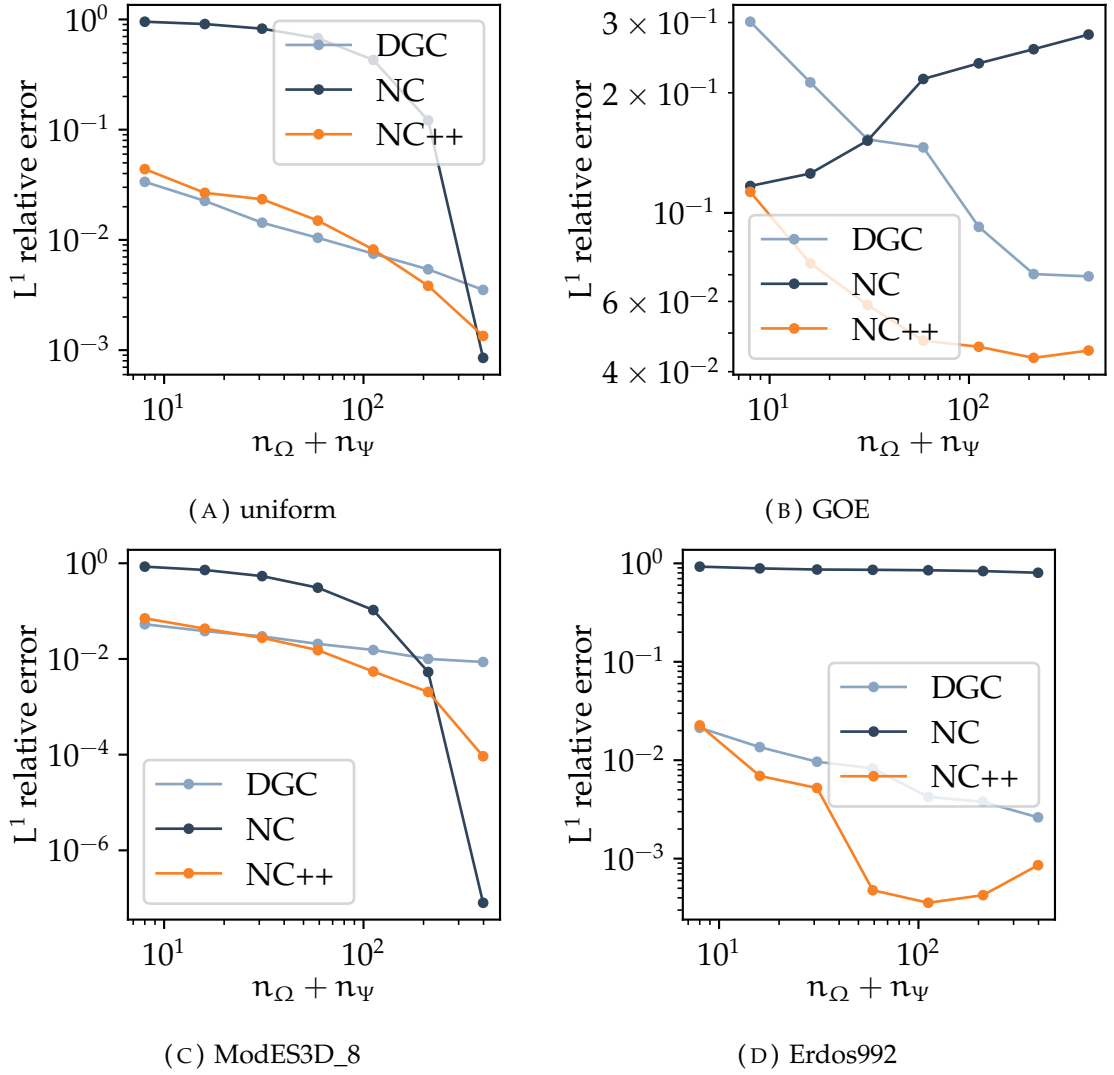 L¹ relative error
10⁰
10⁻¹
10⁻²
10⁻³
DGC
NC
NC++
10¹
10²
n_Ω + n_Ψ
(A) uniform
L¹ relative error
3 × 10⁻¹
2 × 10⁻¹
10⁻¹
6 × 10⁻²
4 × 10⁻²
DGC
NC
NC++
10¹
10²
n_Ω + n_Ψ
(B) GOE
L¹ relative error
10⁰
10⁻²
10⁻⁴
10⁻⁶
DGC
NC
NC++
10¹
10²
n_Ω + n_Ψ
(C) ModES3D_8
L¹ relative error
10⁰
10⁻¹
10⁻²
10⁻³
DGC
NC
NC++
10¹
10²
n_Ω + n_Ψ
(D) Erdos992